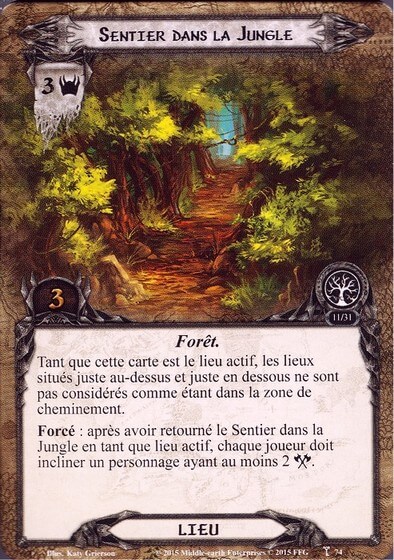 Sentier dans la Jungle
3
3
11/31
Forêt.
Tant que cette carte est le lieu actif, les lieux
situés juste au-dessus et juste en dessous ne sont
pas considérés comme étant dans la zone de
cheminement.
Forcé : après avoir retourné le Sentier dans la
Jungle en tant que lieu actif, chaque joueur doit
incliner un personnage ayant au moins 2 .
LIEU
Illus. Katy Grierson © 2015 Middle-earth Enterprises © 2015 FFG 74